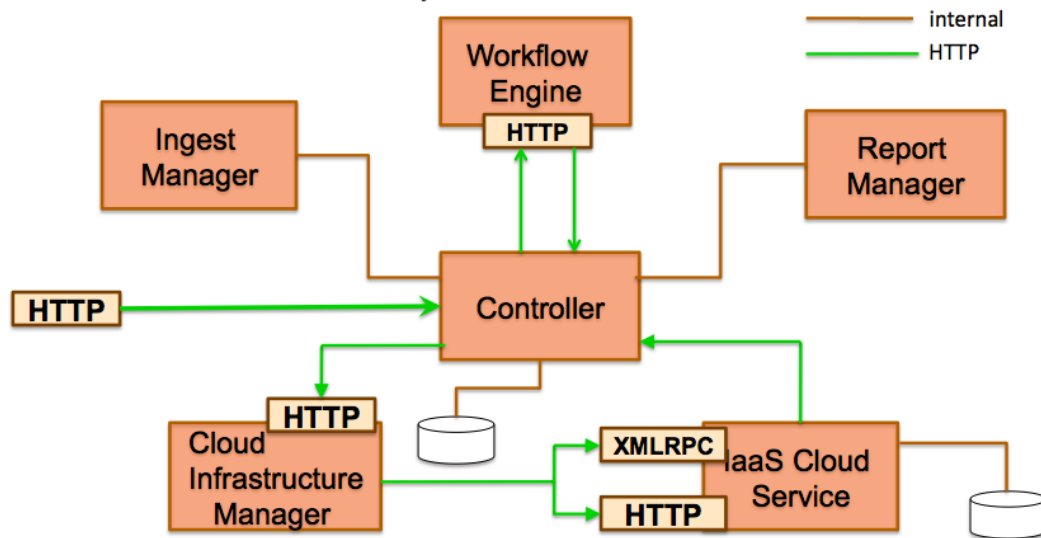 internal
HTTP
Workflow
Engine
HTTP
Ingest
Manager
Report
Manager
Controller
HTTP
HTTP
Cloud
Infrastructure
Manager
XMLRPC
IaaS Cloud
Service
HTTP